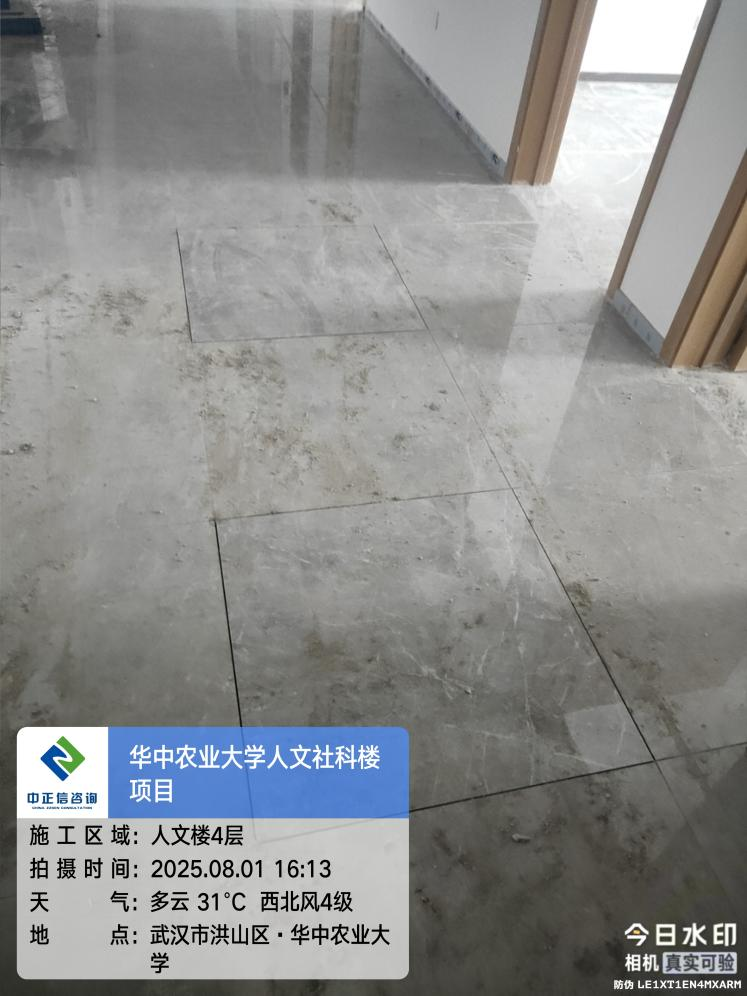 华中农业大学人文社科楼
项目
中正信咨询
施工区域：人文楼4层
拍摄时间：2025.08.01 16:13
天气：多云 31℃ 西北风4级
地点：武汉市洪山区·华中农业大
学
今日水印
相机 真实可验
防伪 LE1XT1EN4MXARM